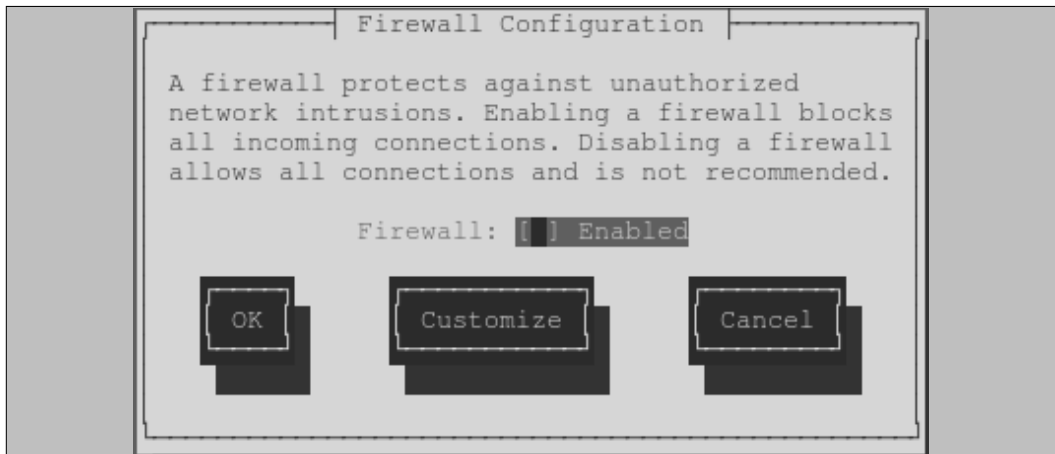 Firewall Configuration
A firewall protects against unauthorized
network intrusions. Enabling a firewall blocks
all incoming connections. Disabling a firewall
allows all connections and is not recommended.
Firewall: [ ] Enabled
OK Customize Cancel